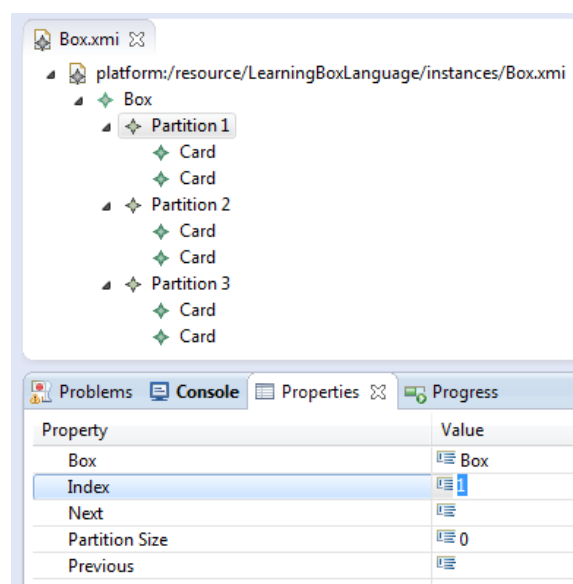 Box.xmi
platform:/resource/LearningBoxLanguage/instances/Box.xmi
Box
Partition 1
Card
Card
Partition 2
Card
Card
Partition 3
Card
Card
Problems Console Properties Progress
Property Value
Box Box
Index 1
Next
Partition Size 0
Previous